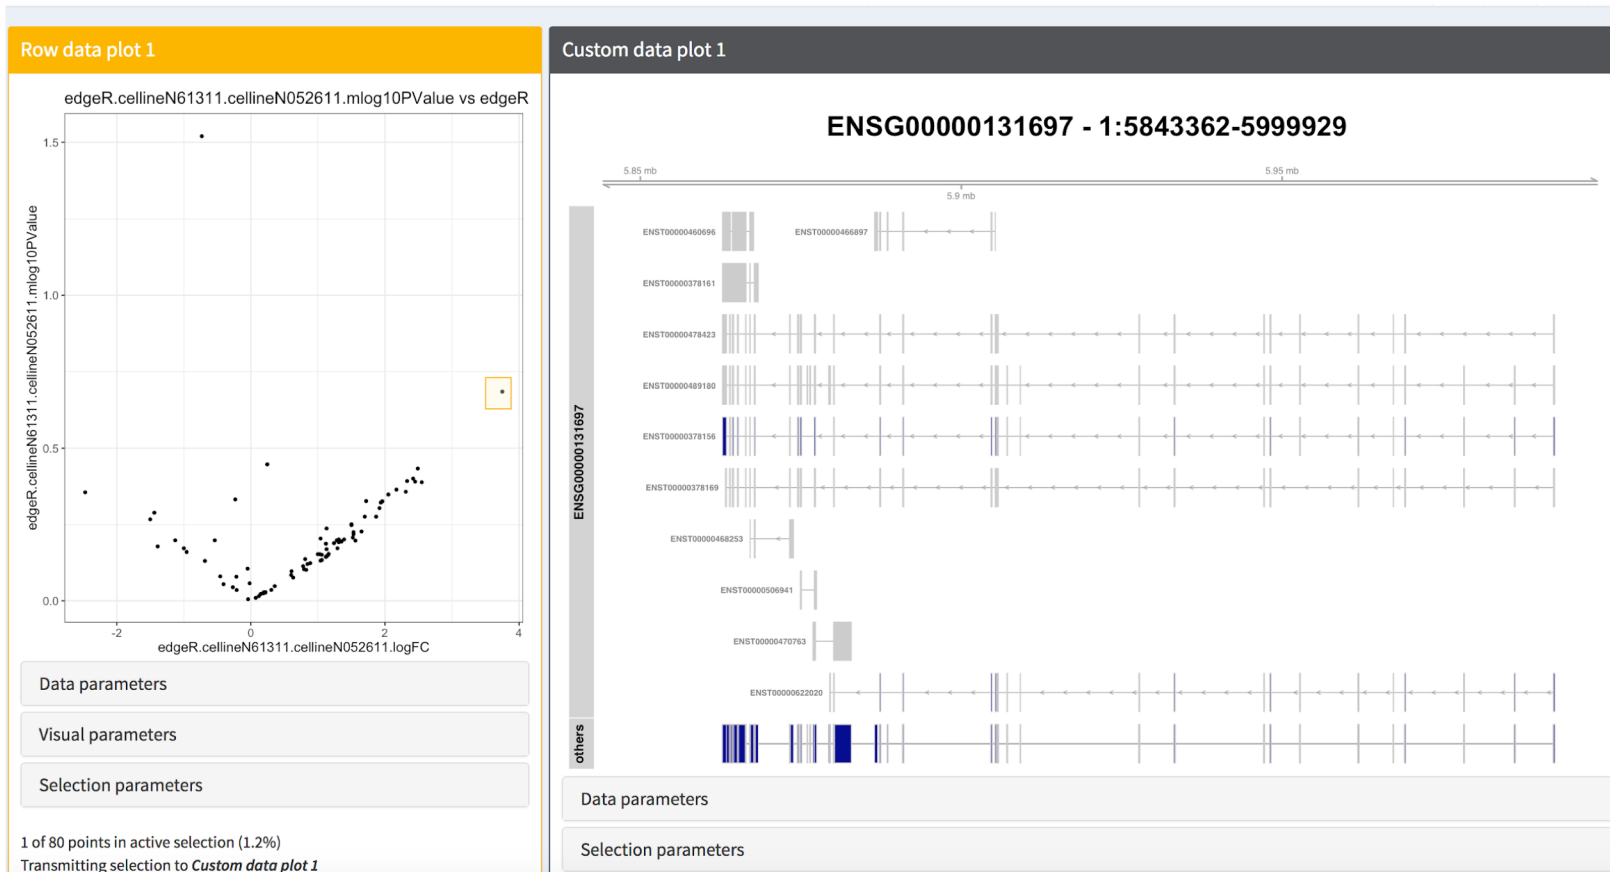 Row data plot 1
edgeR.cellineN61311.cellineN052611.mlog10PValue vs edgeR
edgeR.cellineN61311.cellineN052611.mlog10PValue
1.5
1.0
0.5
0.0
-2
0
2
4
edgeR.cellineN61311.cellineN052611.logFC
Data parameters
Visual parameters
Selection parameters
1 of 80 points in active selection (1.2%)
Transmitting selection to Custom data plot 1
Custom data plot 1
ENSG00000131697 - 1:5843362-5999929
5.85 mb
5.95 mb
5.9 mb
ENSG00000131697
ENST00000460696
ENST00000466897
ENST00000378161
ENST00000478423
ENST00000489180
ENST00000378156
ENST00000378169
ENST00000468253
ENST00000506941
ENST00000470763
ENST00000622020
others
Data parameters
Selection parameters